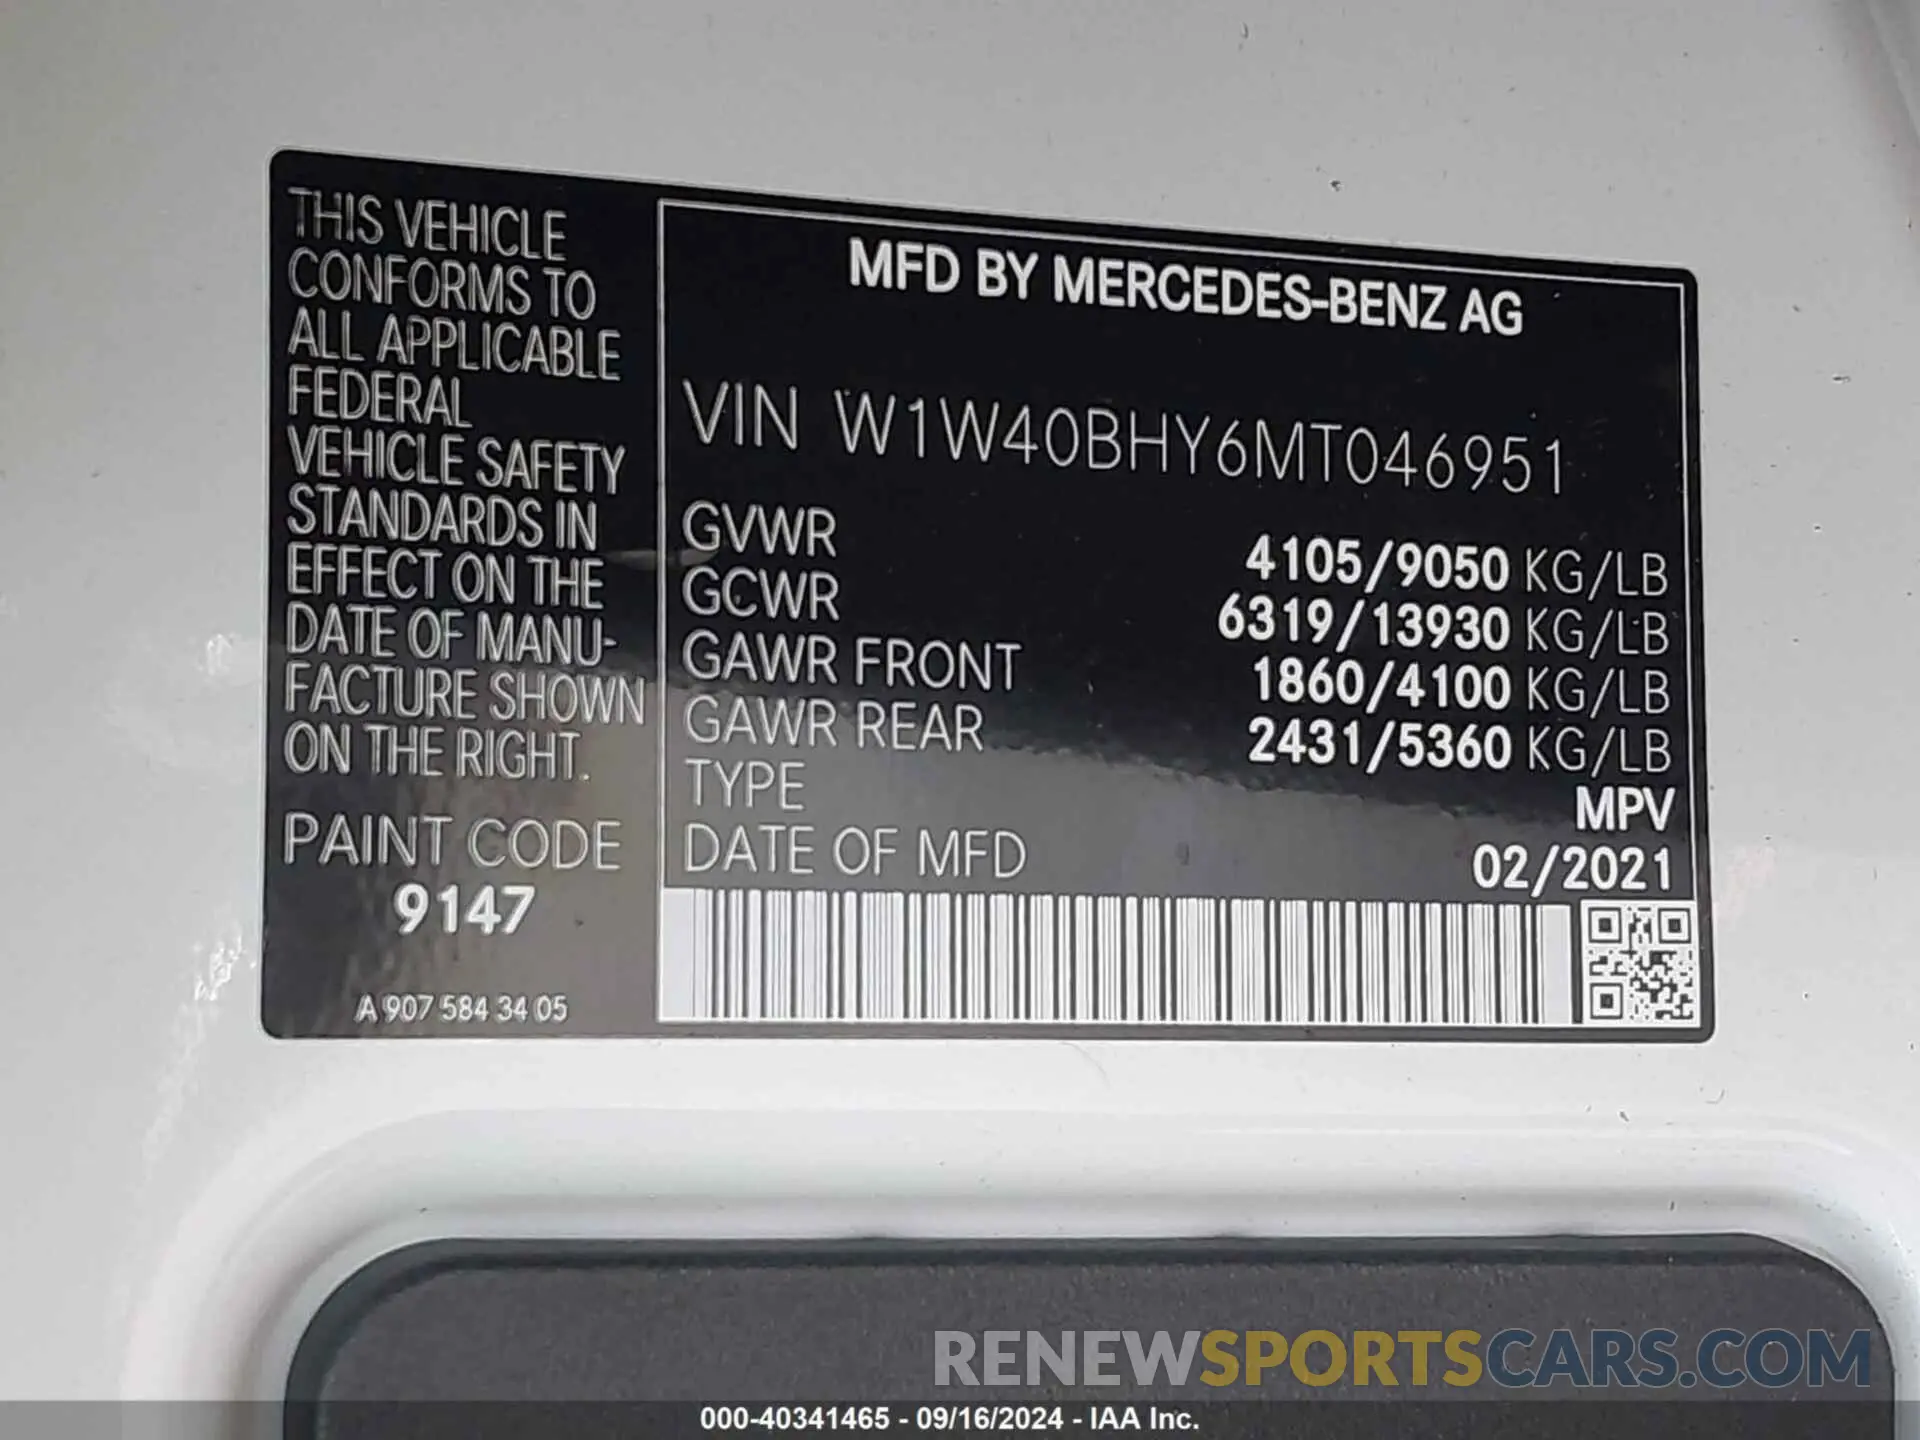 THIS VEHICLE
CONFORMS TO
ALL APPLICABLE
FEDERAL
VEHICLE SAFETY
STANDARDS IN
EFFECT ON THE
DATE OF MANU-
FACTURE SHOWN
ON THE RIGHT.
PAINT CODE
9147
A 907 584 34 05
MFD BY MERCEDES-BENZ AG
VIN W1W40BHY6MT046951
GVWR 4105/9050 KG/LB
GCWR 6319/13930 KG/LB
GAWR FRONT 1860/4100 KG/LB
GAWR REAR 2431/5360 KG/LB
TYPE MPV
DATE OF MFD 02/2021
RENEWSPORTSCARS.COM
000-40341465 - 09/16/2024 - IAA Inc.